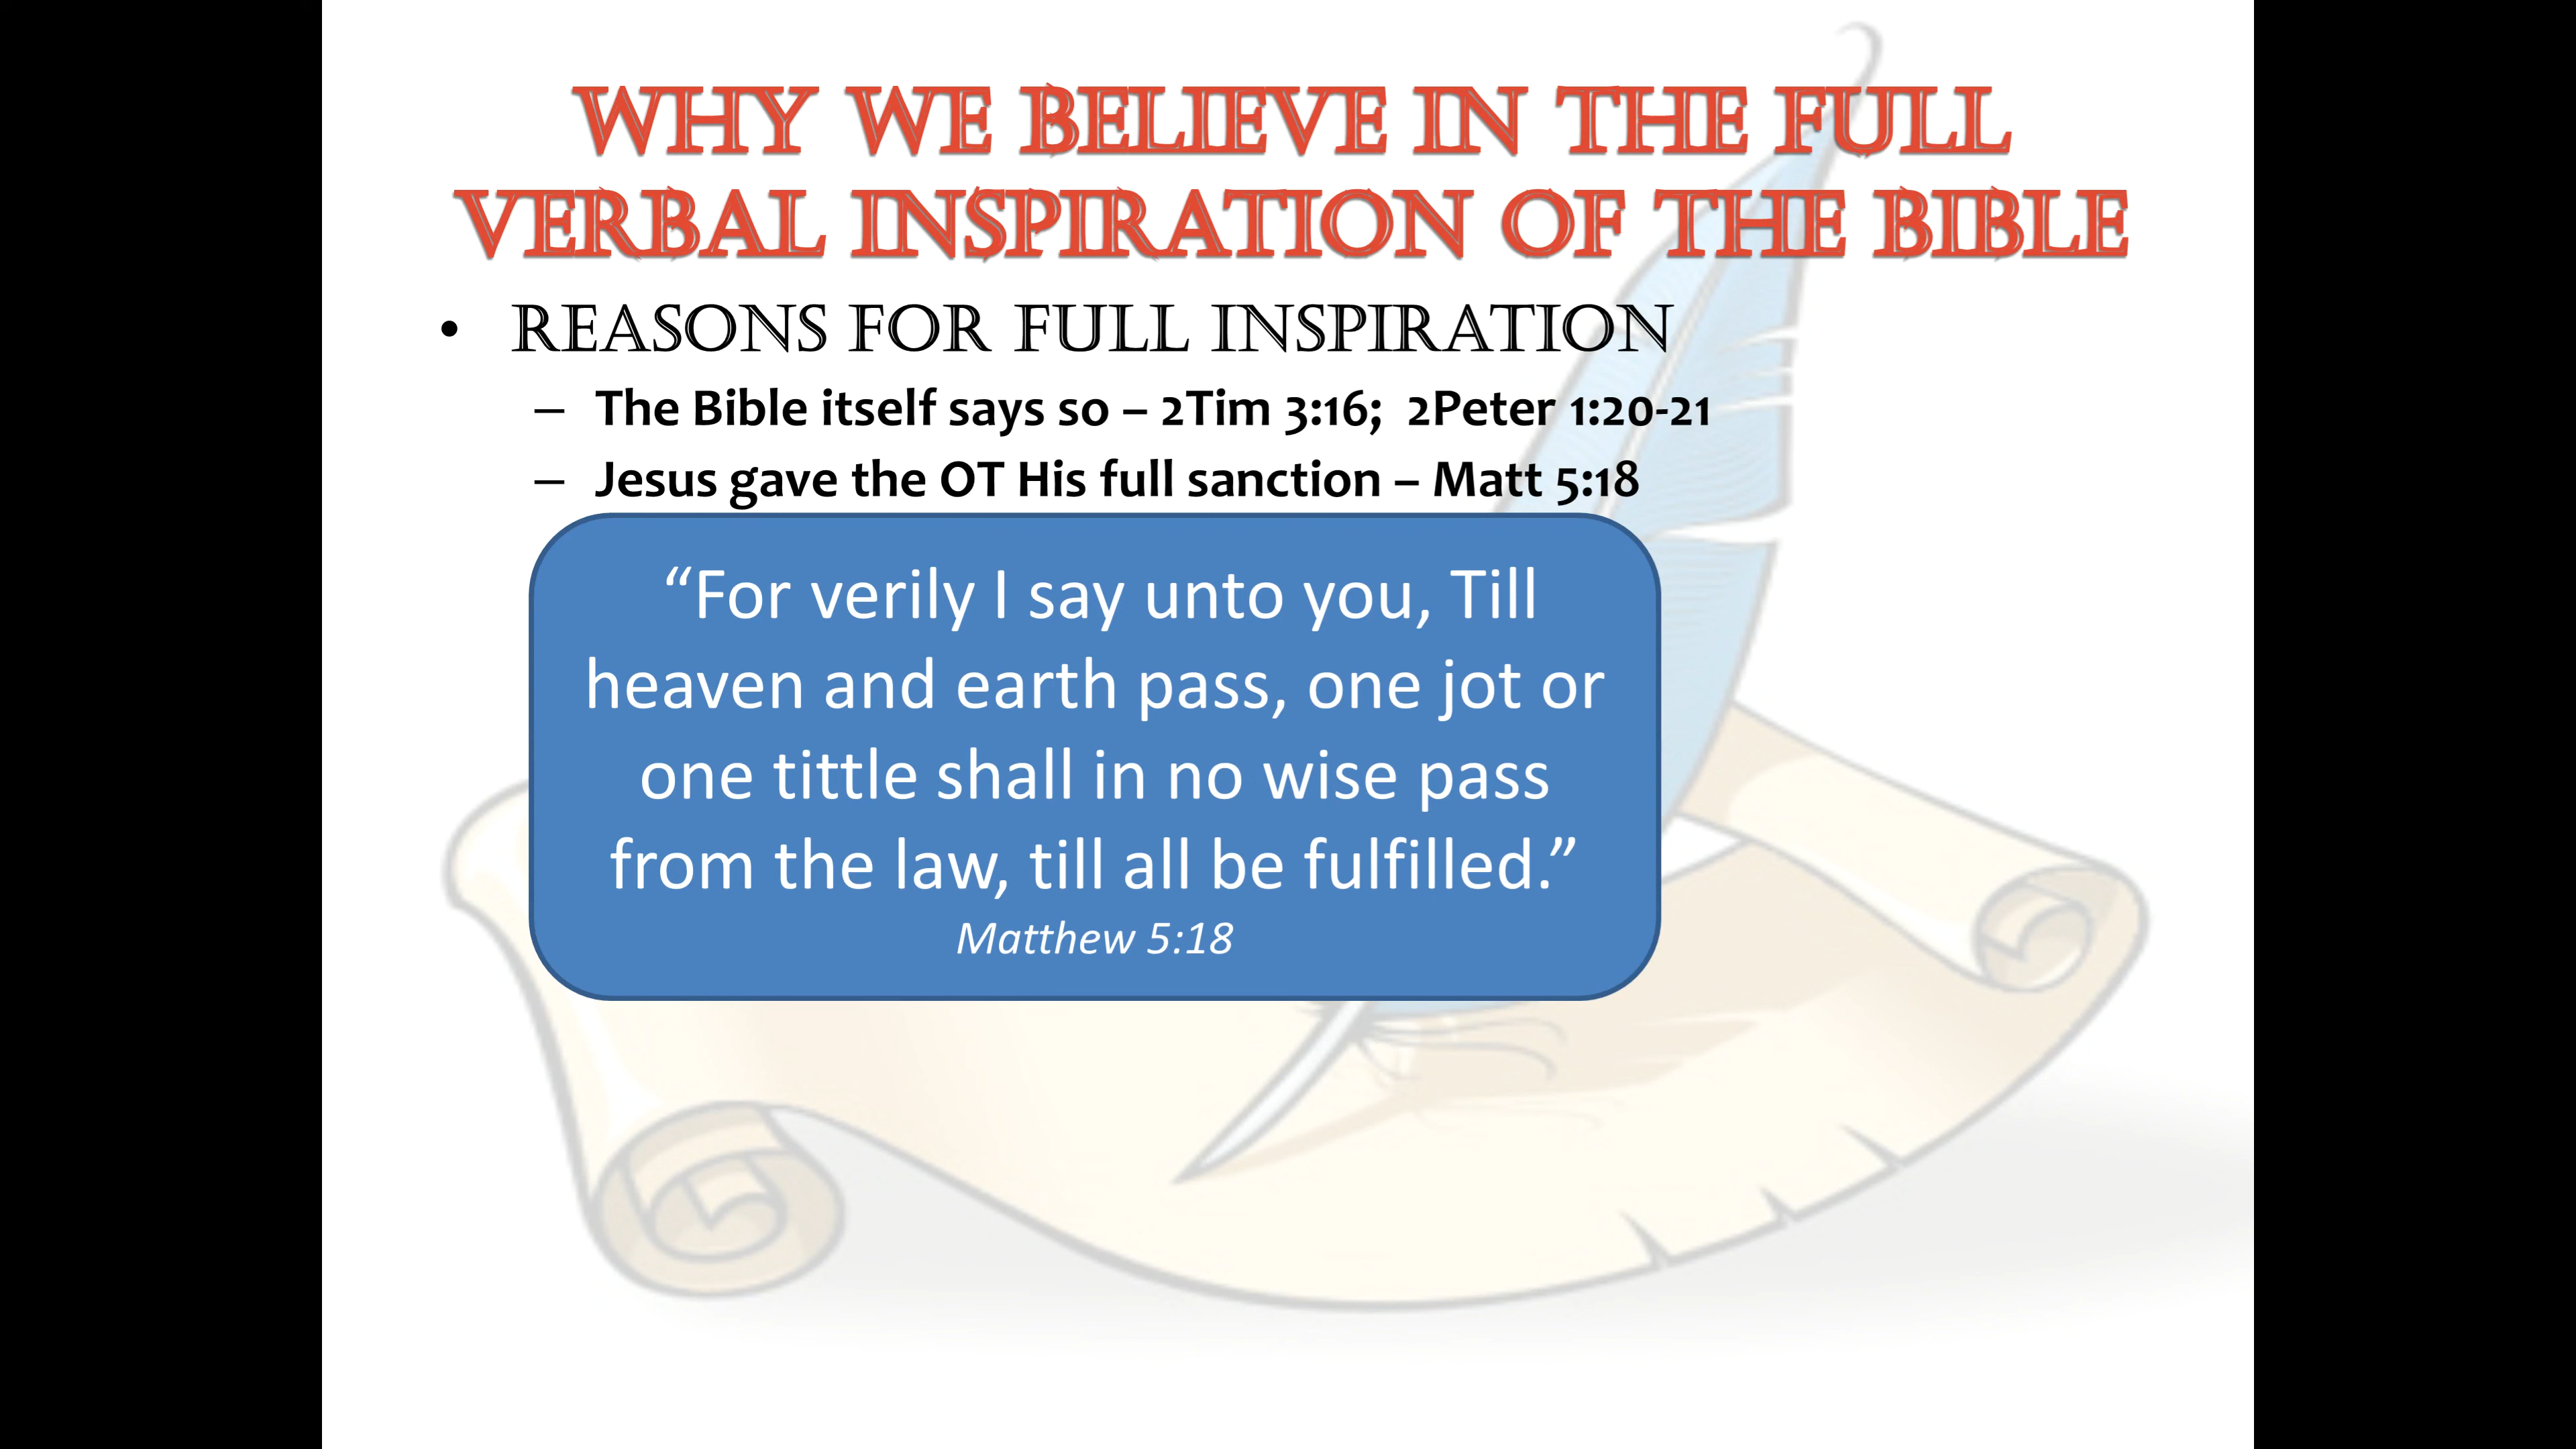 WHY WE BELIEVE IN THE FULL
VERBAL INSPIRATION OF THE BIBLE
• REASONS FOR FULL INSPIRATION
– The Bible itself says so – 2Tim 3:16;  2Peter 1:20-21
– Jesus gave the OT His full sanction – Matt 5:18
“For verily I say unto you, Till
heaven and earth pass, one jot or
one tittle shall in no wise pass
from the law, till all be fulfilled.”
Matthew 5:18